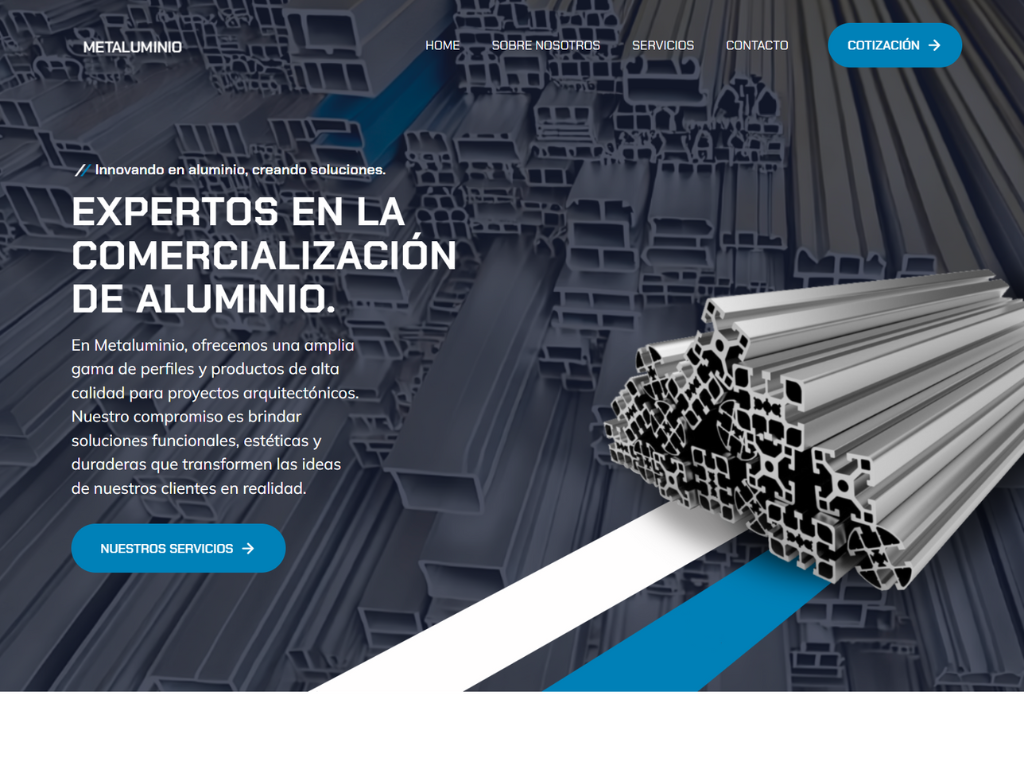 METALUMINIO
HOME
SOBRE NOSOTROS
SERVICIOS
CONTACTO
COTIZACIÓN
Innovando en aluminio, creando soluciones.
EXPERTOS EN LA
COMERCIALIZACIÓN
DE ALUMINIO.
En Metaluminio, ofrecemos una amplia
gama de perfiles y productos de alta
calidad para proyectos arquitectónicos.
Nuestro compromiso es brindar
soluciones funcionales, estéticas y
duraderas que transformen las ideas
de nuestros clientes en realidad.
NUESTROS SERVICIOS